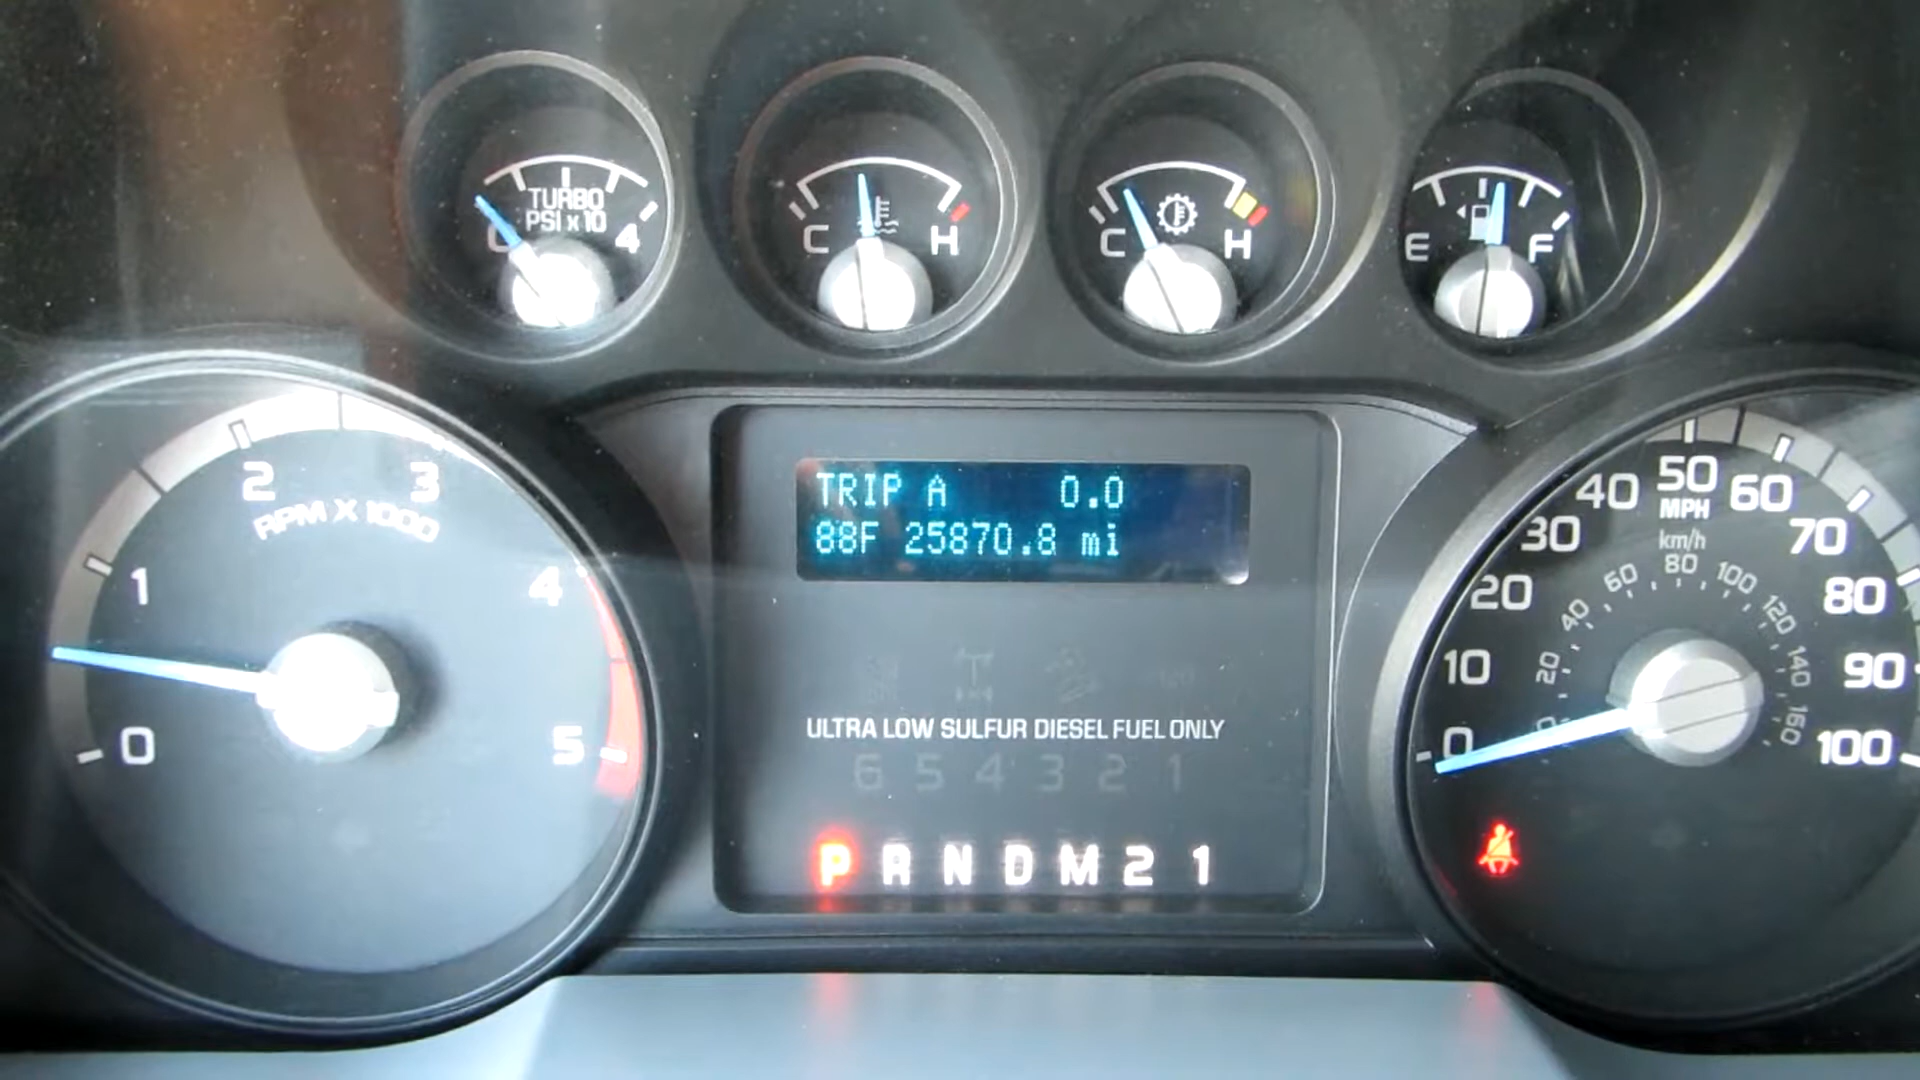 TURBO
PSI x 10
0 4
C H
C H
E F
0 1 2 3 4 5
RPM X 1000
TRIP A 0.0
88F 25870.8 mi
ULTRA LOW SULFUR DIESEL FUEL ONLY
6 5 4 3 2 1
P R N D M 2 1
0 10 20 30 40 50 60 70 80 90 100
MPH
km/h
0 20 40 60 80 100 120 140 160